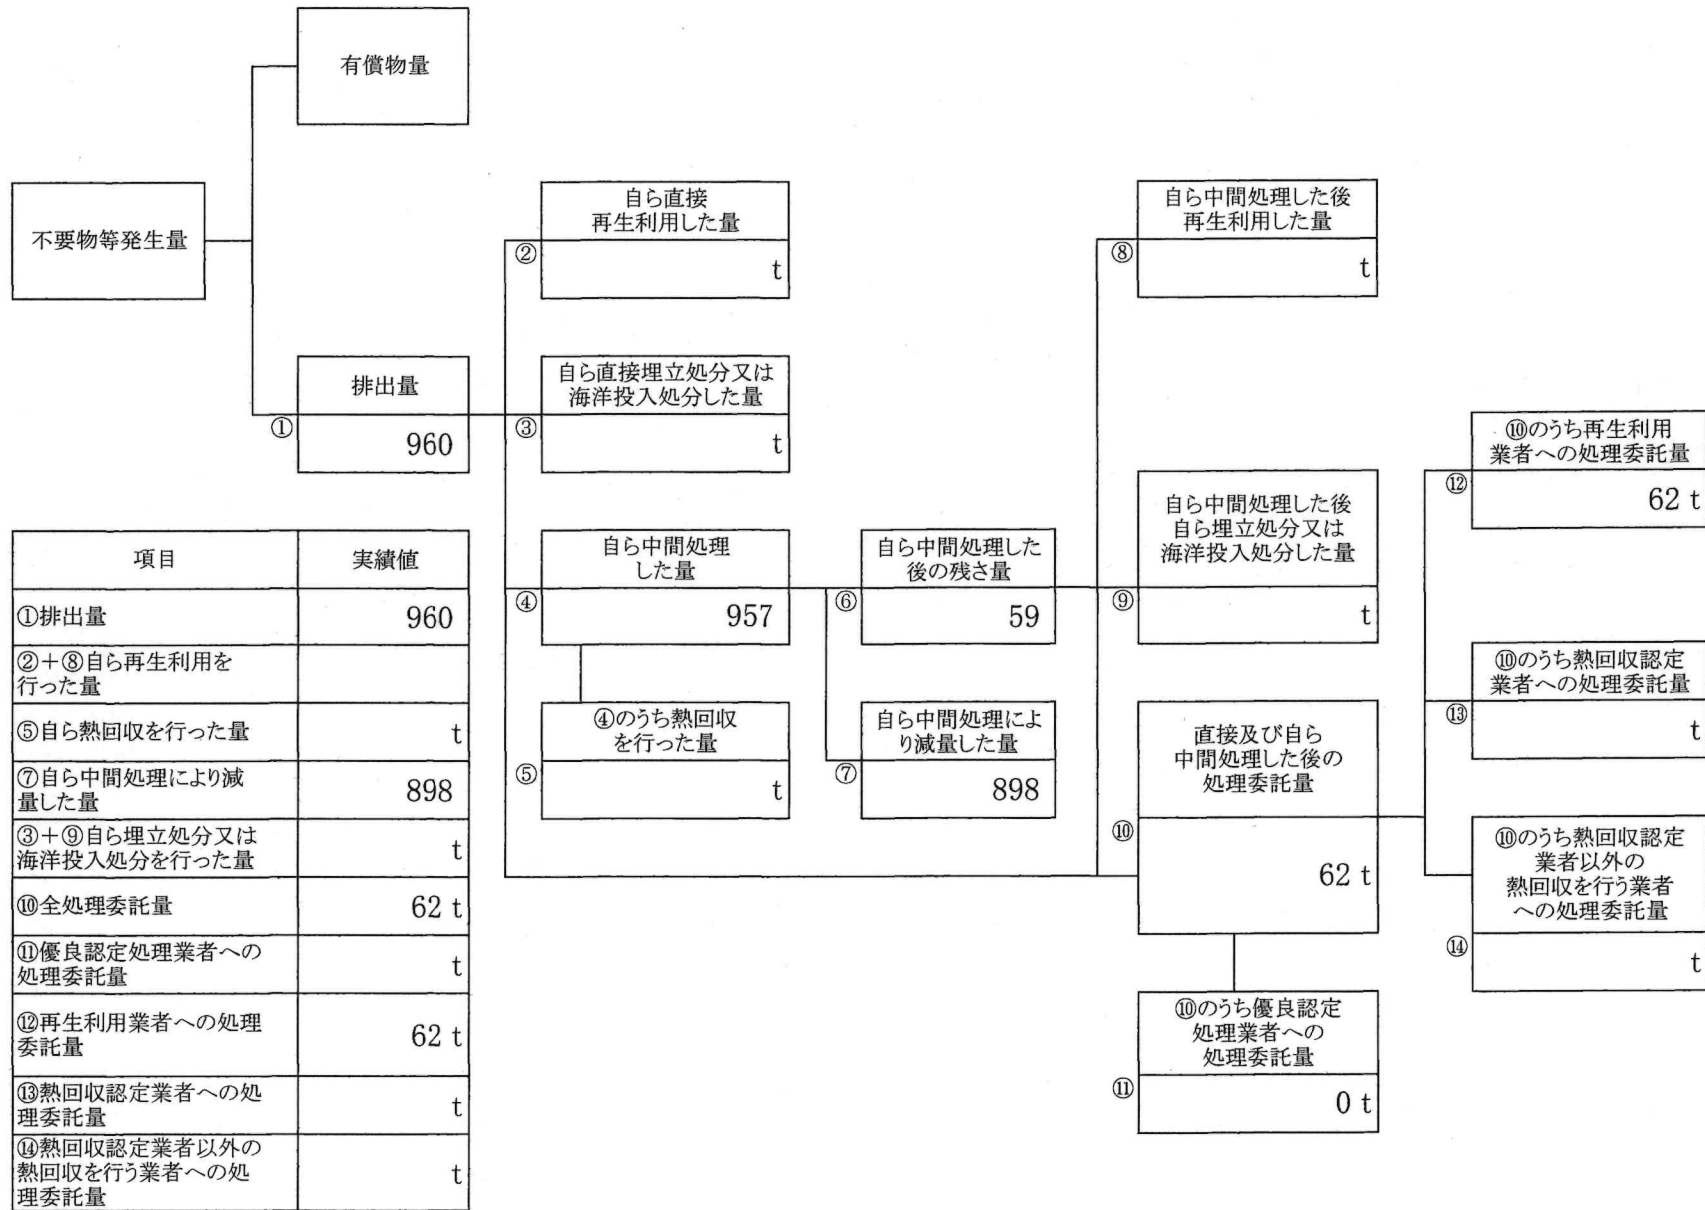 有償物量
不要物等発生量
自ら直接
再生利用した量
②
t
自ら中間処理した後
再生利用した量
⑧
t
排出量
①
960
自ら直接埋立処分又は
海洋投入処分した量
③
t
⑩のうち再生利用
業者への処理委託量
⑫
62 t
自ら中間処理
した量
④
957
自ら中間処理した
後の残さ量
⑥
59
自ら中間処理した後
自ら埋立処分又は
海洋投入処分した量
⑨
t
⑩のうち熱回収認定
業者への処理委託量
⑬
t
④のうち熱回収
を行った量
⑤
t
自ら中間処理によ
り減量した量
⑦
898
直接及び自ら
中間処理した後の
処理委託量
⑩
62 t
⑩のうち熱回収認定
業者以外の
熱回収を行う業者
への処理委託量
⑭
t
⑩のうち優良認定
処理業者への
処理委託量
⑪
0 t
項目 実績値
①排出量 960
②+⑧自ら再生利用を
行った量
⑤自ら熱回収を行った量 t
⑦自ら中間処理により減
量した量 898
③+⑨自ら埋立処分又は
海洋投入処分を行った量 t
⑩全処理委託量 62 t
⑪優良認定処理業者への
処理委託量 t
⑫再生利用業者への処理
委託量 62 t
⑬熱回収認定業者への処
理委託量 t
⑭熱回収認定業者以外の
熱回収を行う業者への処
理委託量 t